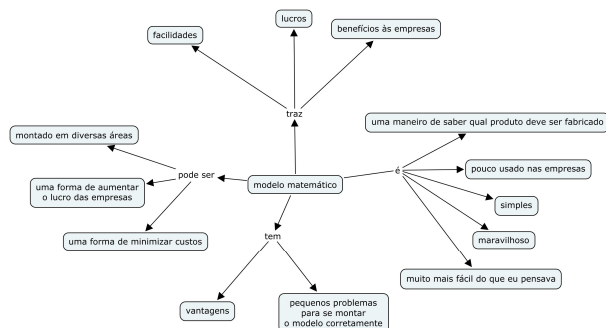 lucros
facilidades
benefícios às empresas
traz
montado em diversas áreas
uma maneiro de saber qual produto deve ser fabricado
pode ser
é
pouco usado nas empresas
uma forma de aumentar
o lucro das empresas
modelo matemático
simples
uma forma de minimizar custos
tem
maravilhoso
muito mais fácil do que eu pensava
vantagens
pequenos problemas
para se montar
o modelo corretamente